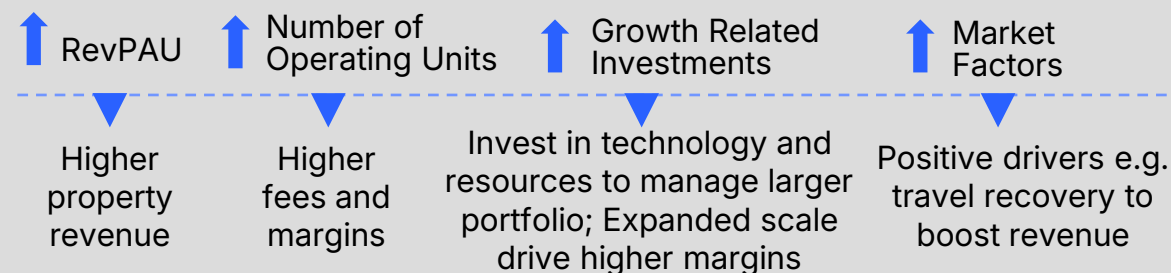 RevPAU
Number of
Operating Units
Growth Related
Investments
Market
Factors
Higher
property
revenue
Higher
fees and
margins
Invest in technology and
resources to manage larger
portfolio; Expanded scale
drive higher margins
Positive drivers e.g.
travel recovery to
boost revenue